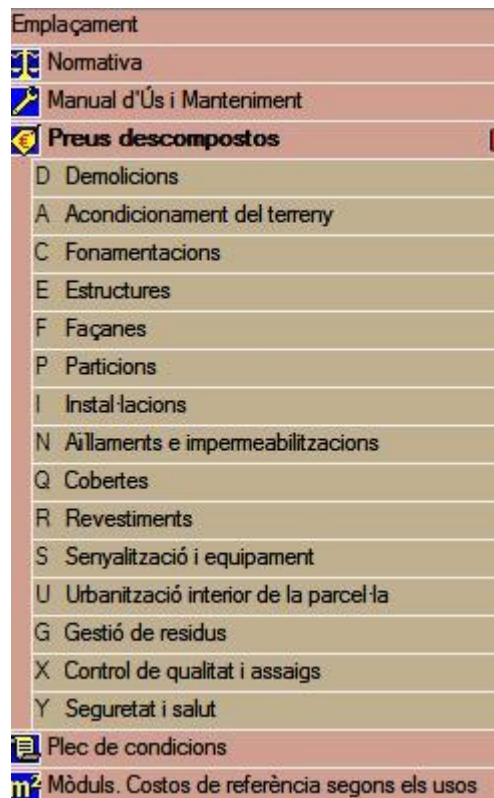 Emplaçament
Normativa
Manual d'Ús i Manteniment
Preus descompostos
D Demolicions
A Acondicionament del terreny
C Fonamentacions
E Estructures
F Façanes
P Particions
I Instal·lacions
N Aïllaments e impermeabilitzacions
Q Cobertes
R Revestiments
S Senyalització i equipament
U Urbanització interior de la parcel·la
G Gestió de residus
X Control de qualitat i assaigs
Y Seguretat i salut
Plec de condicions
m² Mòduls. Costos de referència segons els usos